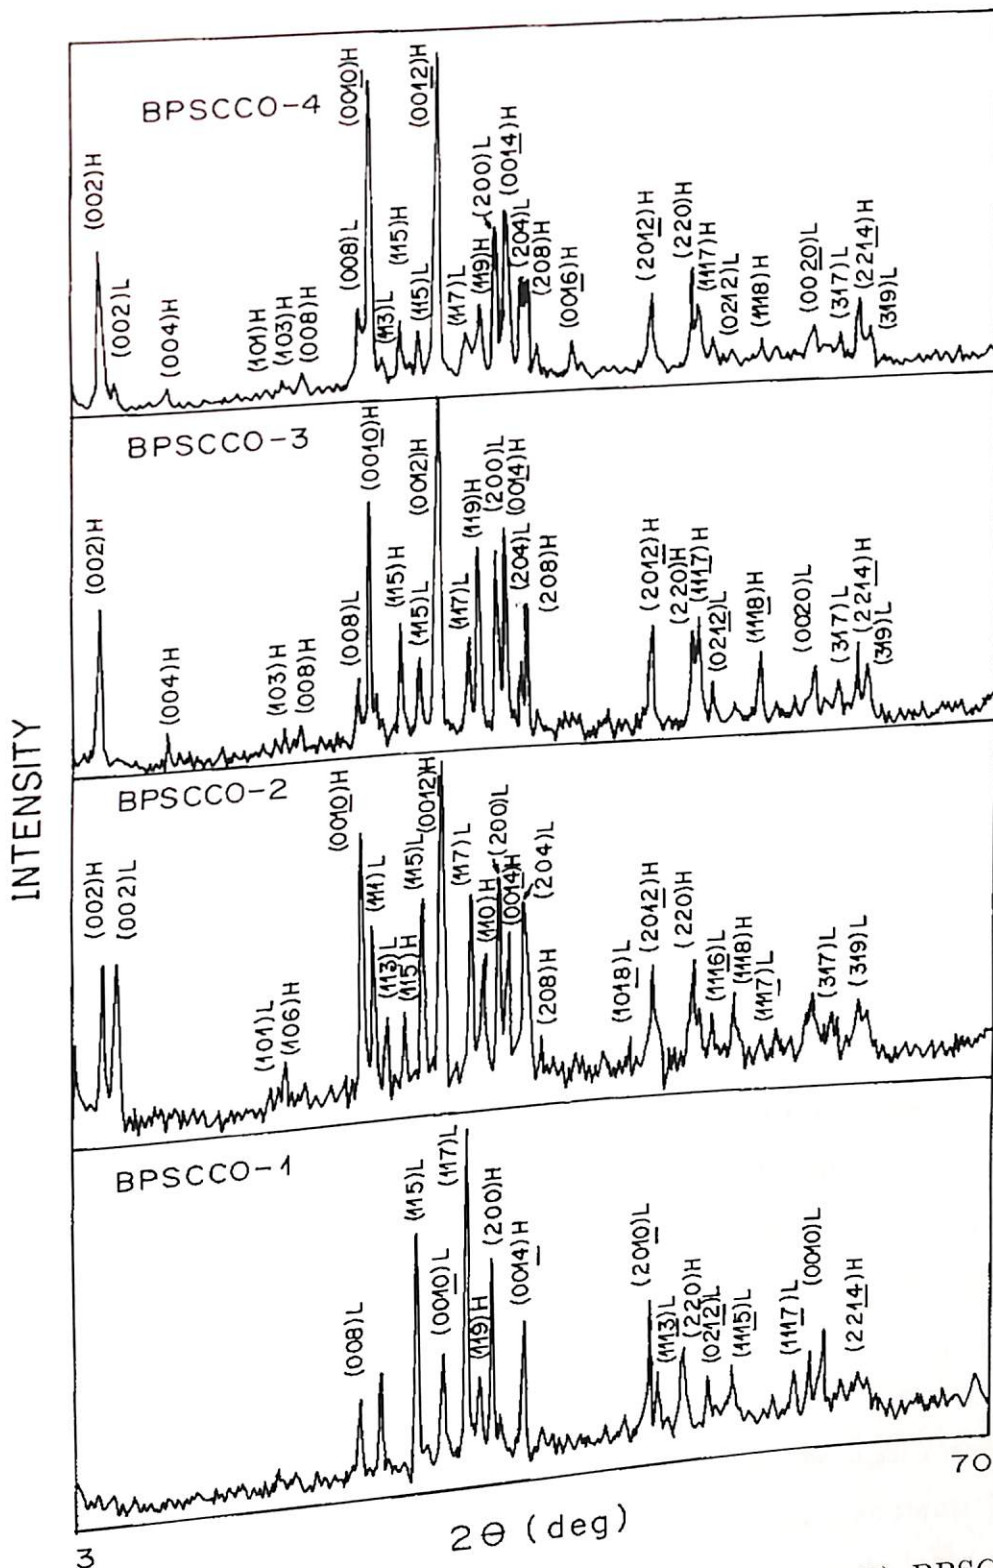 INTENSITY
BPSCCO-4
(002)H
(002)L
(004)H
(101)H
(103)H
(008)H
(008)L
(0010)H
(113)L
(115)H
(115)L
(0012)H
(117)L
(119)H
(200)L
(0014)H
(204)L
(208)H
(0016)H
(2012)H
(220)H
(1117)H
(0212)L
(1118)H
(0020)L
(317)L
(2214)H
(319)L
BPSCCO-3
(002)H
(004)H
(103)H
(008)H
(008)L
(0010)H
(115)H
(115)L
(0012)H
(117)L
(119)H
(200)L
(0014)H
(204)L
(208)H
(2012)H
(220)H
(1117)H
(0212)L
(1118)H
(0020)L
(317)L
(2214)H
(319)L
BPSCCO-2
(002)H
(002)L
(101)L
(106)H
(0010)H
(111)L
(113)L
(115)H
(115)L
(0012)H
(117)L
(110)H
(200)L
(0014)H
(204)L
(208)H
(1018)L
(2012)H
(220)H
(1116)L
(1118)H
(1117)L
(317)L
(319)L
BPSCCO-1
(008)L
(115)L
(0010)L
(117)L
(119)H
(200)H
(0014)H
(2010)L
(1113)L
(220)H
(0212)L
(1115)L
(1117)L
(0010)L
(2214)H
3
2θ (deg)
70